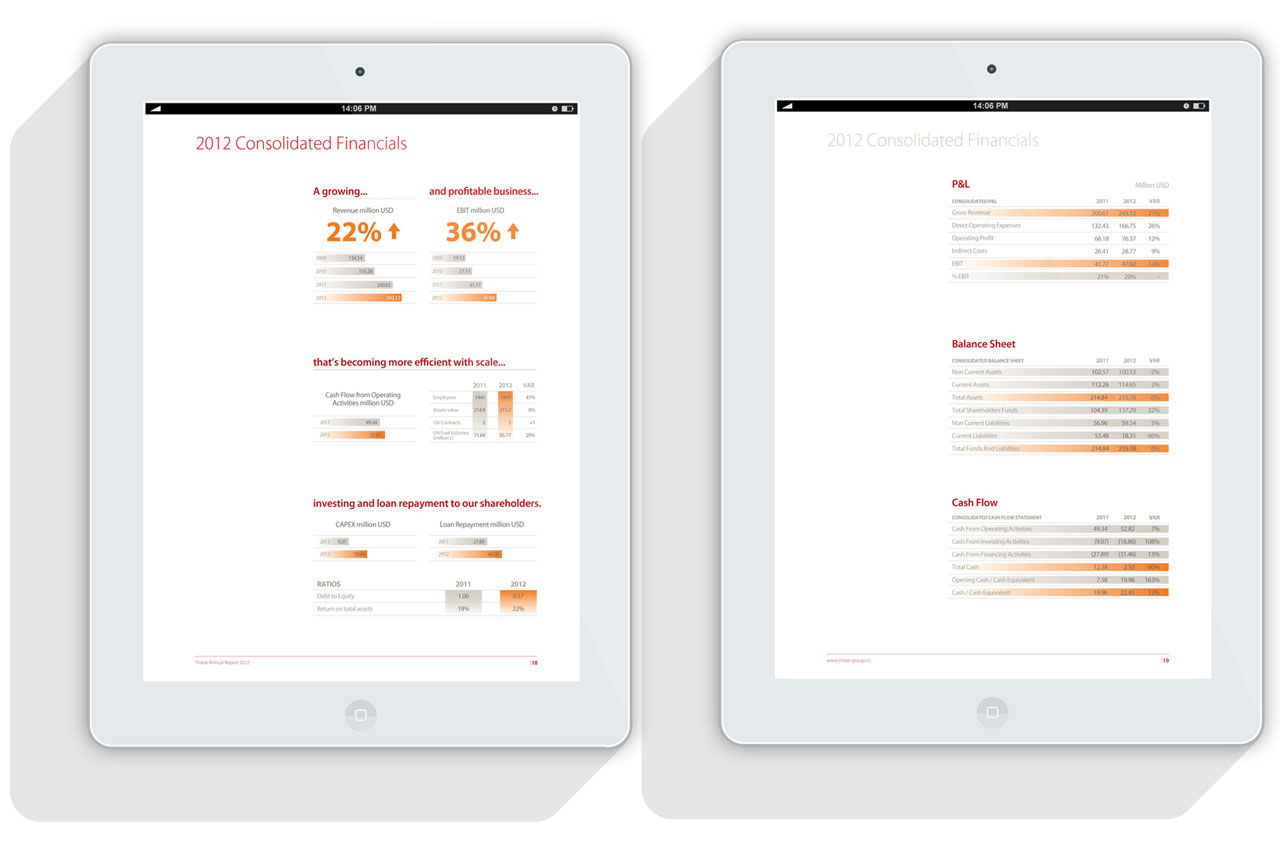 14:06 PM
2012 Consolidated Financials
A growing...
Revenue million USD
22%
2009 134.14
2010 155.26
2011 200.61
2012 243.13
and profitable business...
EBIT million USD
36%
2009 19.12
2010 27.11
2011 41.77
2012 47.60
that's becoming more efficient with scale...
Cash Flow from Operating
Activities million USD
2011 49.34
2012
2011 2012 VAR
Employees 1440 41%
Assets value 214.8 215.2 0%
UN Contracts 2 3 +1
UN Fuel Volumes
(million L) 71.64 85.77 20%
investing and loan repayment to our shareholders.
CAPEX million USD
2011 9.07
2012 18.86
Loan Repayment million USD
2011 27.89
2012
RATIOS 2011 2012
Debt to Equity 1.06 0.57
Return on total assets 19% 22%
Tristar Annual Report 2012
|18
14:06 PM
2012 Consolidated Financials
P&L Million USD
CONSOLIDATED P&L 2011 2012 VAR
Gross Revenue 200.61 243.13 21%
Direct Operating Expenses 132.43 166.75 26%
Operating Profit 68.18 76.37 12%
Indirect Costs 26.41 28.77 9%
EBIT 41.77 47.60 14%
% EBIT 21% 20% -
Balance Sheet
CONSOLIDATED BALANCE SHEET 2011 2012 VAR
Non Current Assets 102.57 100.53 -2%
Current Assets 112.26 114.65 2%
Total Assets 214.84 215.18 0%
Total Shareholders Funds 104.39 137.29 32%
Non Current Liabilities 56.96 59.54 5%
Current Liabilities 53.48 18.35 66%
Total Funds And Liabilities 214.84 215.18 0%
Cash Flow
CONSOLIDATED CASH FLOW STATEMENT 2011 2012 VAR
Cash From Operating Activities 49.34 52.82 7%
Cash From Investing Activities (9.07) (18.86) 108%
Cash From Financing Activities (27.89) (31.46) 13%
Total Cash 12.38 2.50 -80%
Opening Cash / Cash Equivalent 7.58 19.96 163%
Cash / Cash Equivalent 19.96 22.45 12%
www.tristar-group.co
|19